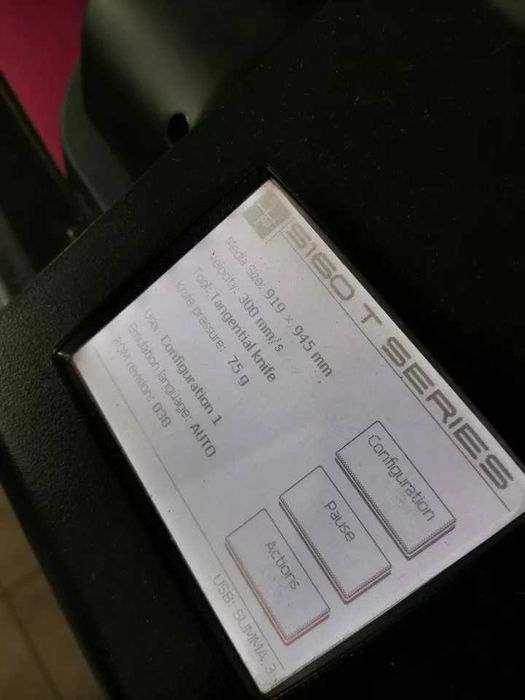 S160 T SERIES
Media size: 919 x 945 mm
Velocity: 300 mm/s
Tool: Tangential knife
Knife pressure: 75 g
User: Configuration 1
Emulation language: AUTO
ROM revision: 038
Configuration
Pause
Actions
USB: SUMMA 3